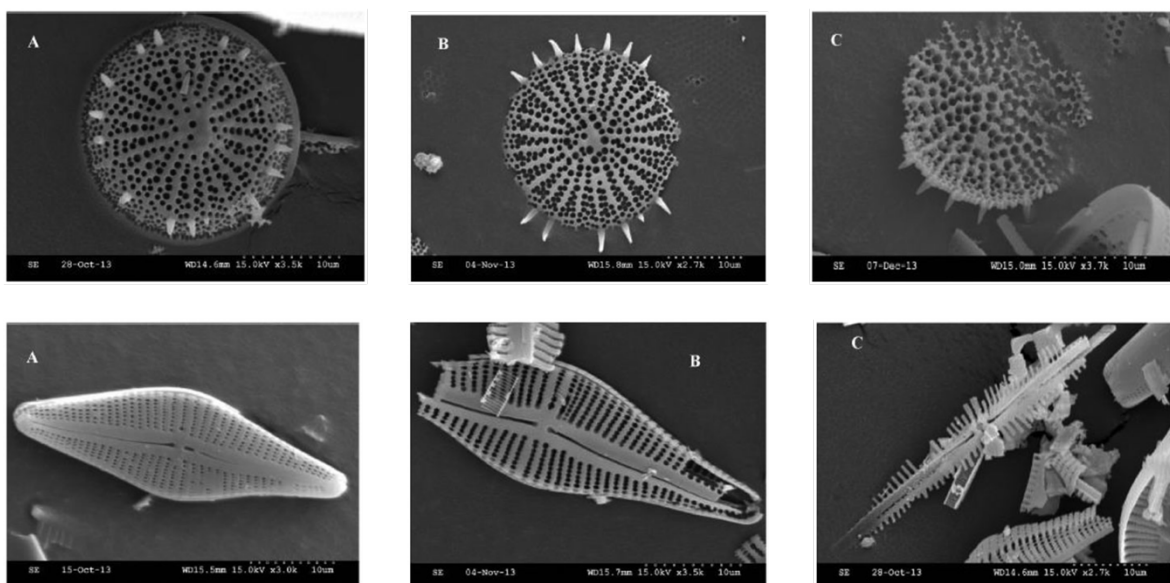 A
SE 28-Oct-13 WD14.6mm 15.0kV x3.5k 10um
B
SE 04-Nov-13 WD15.8mm 15.0kV x2.7k 10um
C
SE 07-Dec-13 WD15.0mm 15.0kV x3.7k 10um
A
SE 15-Oct-13 WD15.5mm 15.0kV x3.0k 10um
B
SE 04-Nov-13 WD15.7mm 15.0kV x3.5k 10um
C
SE 28-Oct-13 WD14.6mm 15.0kV x2.7k 10um